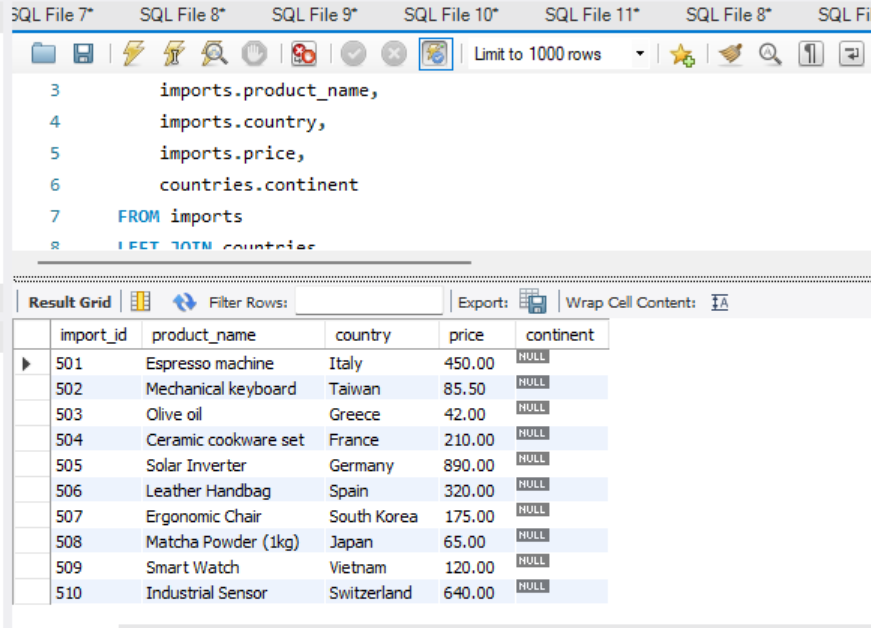 SQL File 7* SQL File 8* SQL File 9* SQL File 10* SQL File 11* SQL File 8* SQL Fi
Limit to 1000 rows
3 imports.product_name,
4 imports.country,
5 imports.price,
6 countries.continent
7 FROM imports
8 LEFT JOIN countries
Result Grid Filter Rows: Export: Wrap Cell Content: IA
import_id product_name country price continent
501 Espresso machine Italy 450.00 NULL
502 Mechanical keyboard Taiwan 85.50 NULL
503 Olive oil Greece 42.00 NULL
504 Ceramic cookware set France 210.00 NULL
505 Solar Inverter Germany 890.00 NULL
506 Leather Handbag Spain 320.00 NULL
507 Ergonomic Chair South Korea 175.00 NULL
508 Matcha Powder (1kg) Japan 65.00 NULL
509 Smart Watch Vietnam 120.00 NULL
510 Industrial Sensor Switzerland 640.00 NULL